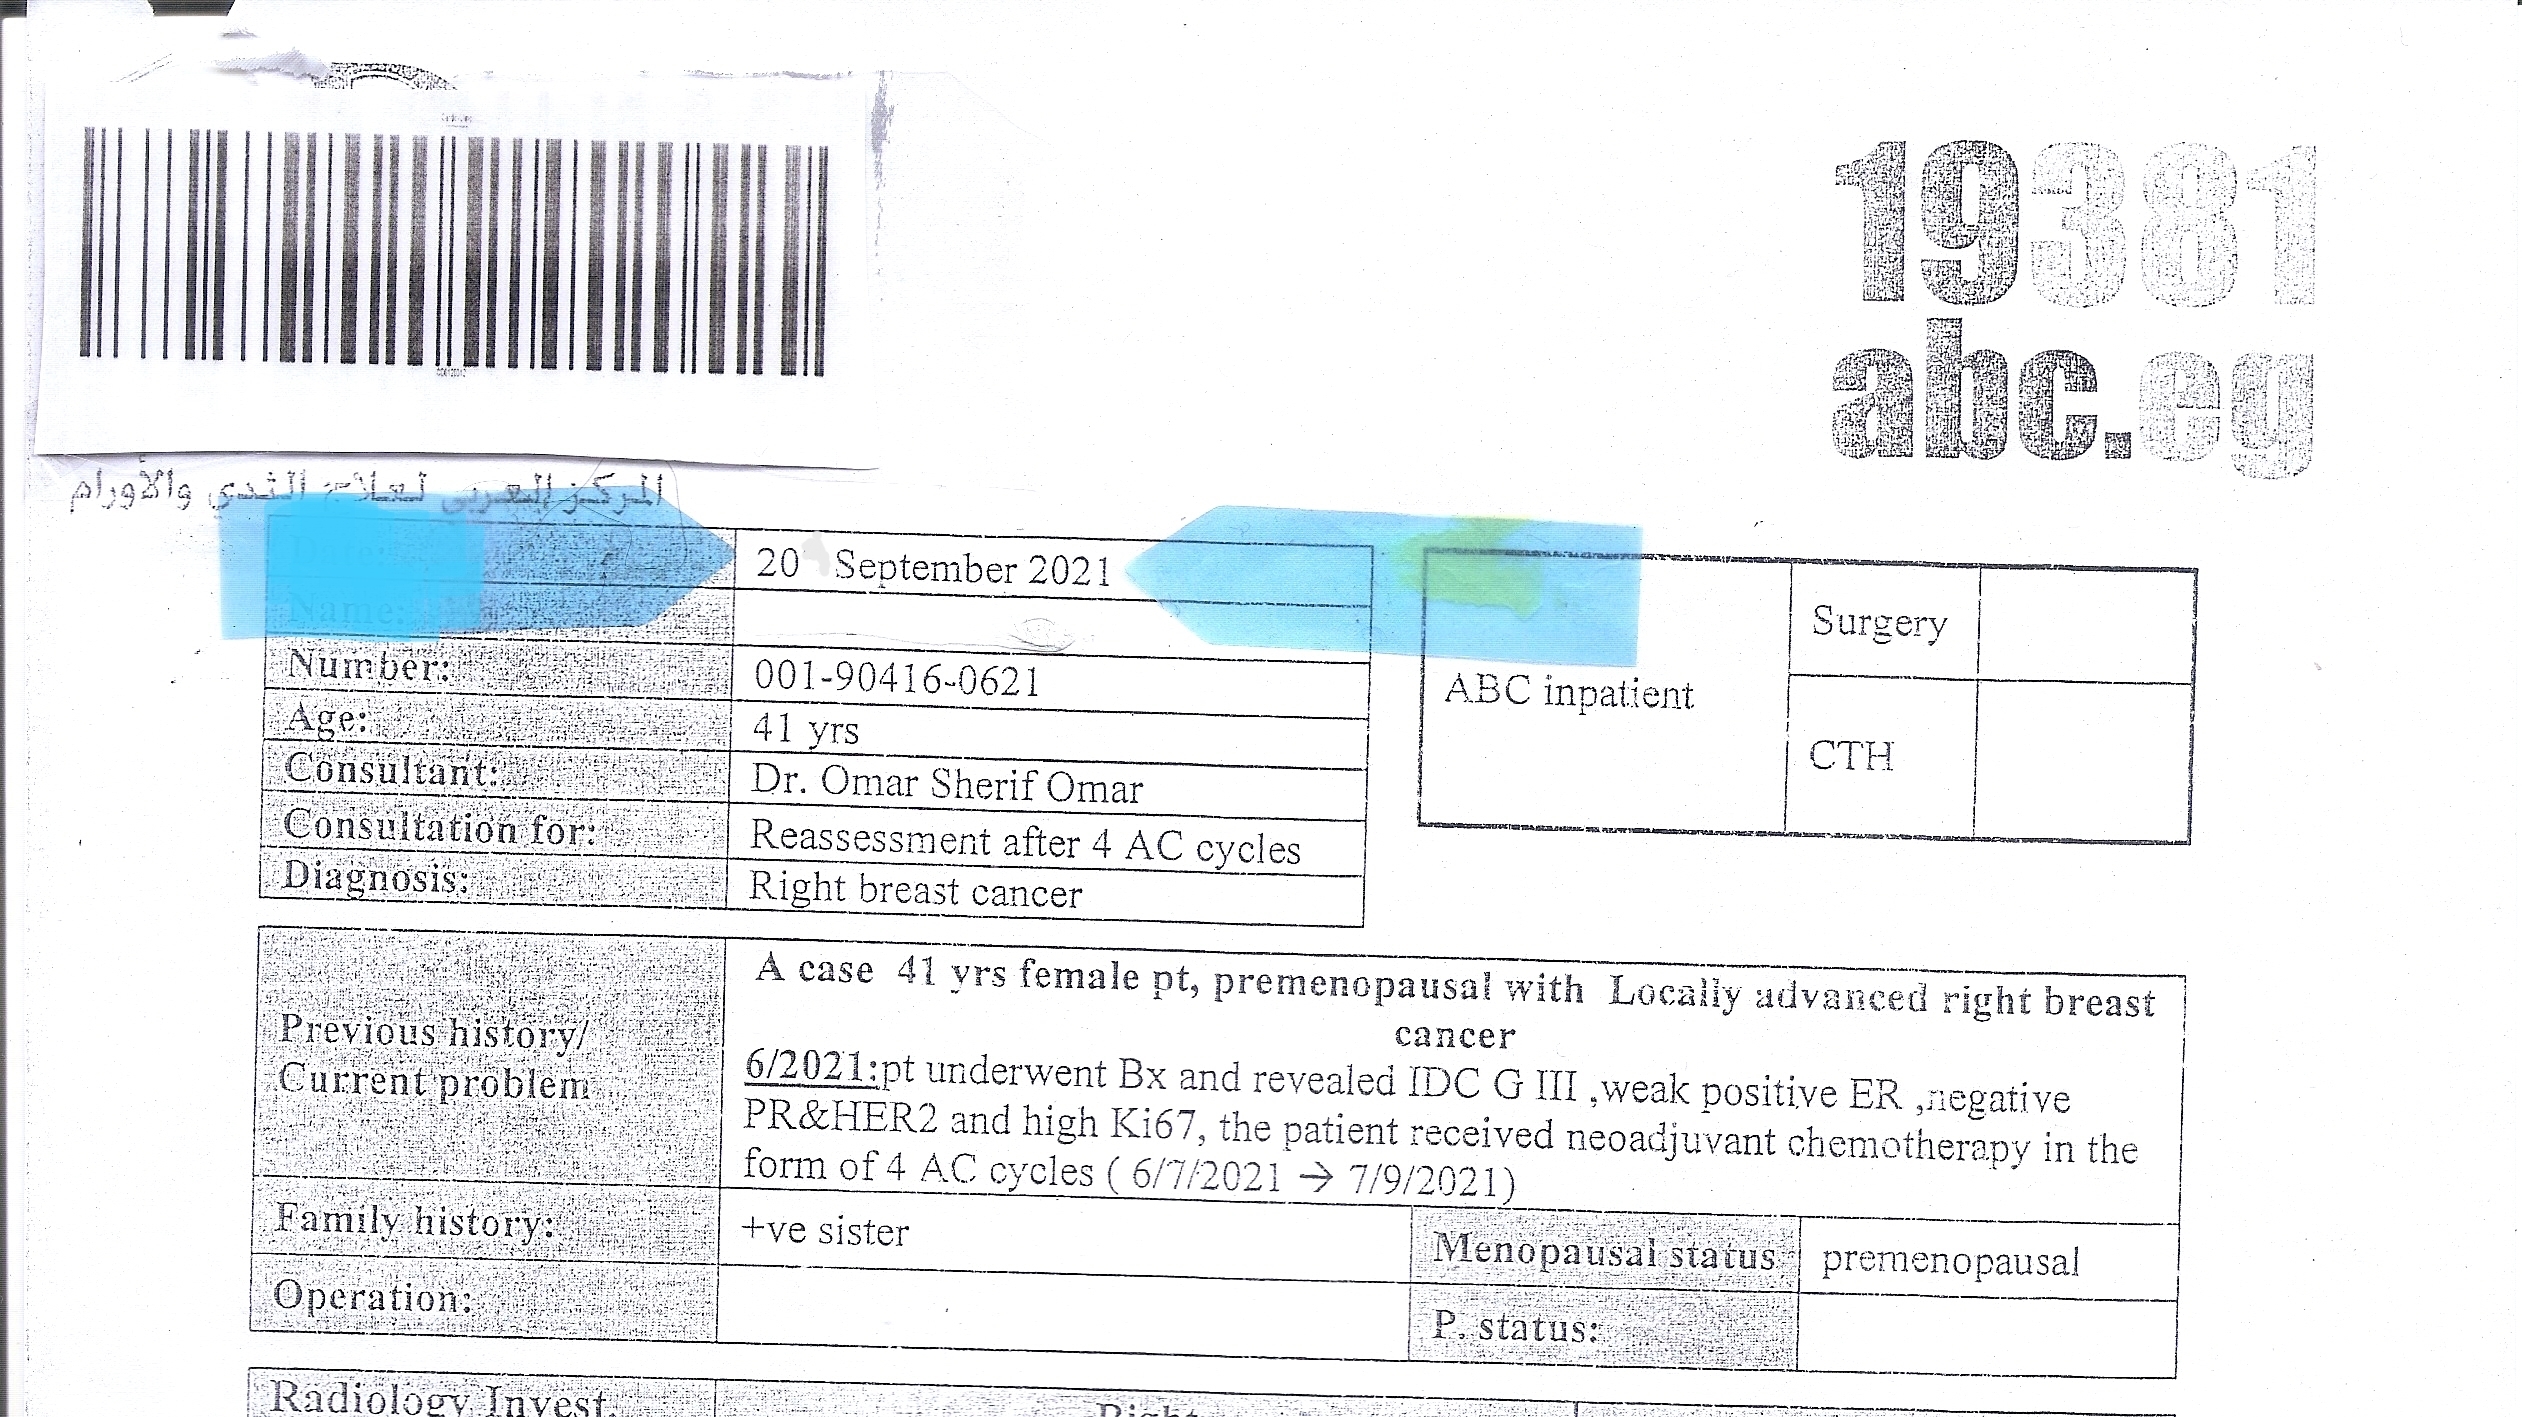 19381
abc.eg
المركز العربي لعلاج الثدي والأورام
Date:
20 September 2021
Name:
Number:
001-90416-0621
Age:
41 yrs
Consultant:
Dr. Omar Sherif Omar
Consultation for:
Reassessment after 4 AC cycles
Diagnosis:
Right breast cancer
ABC inpatient
Surgery
CTH
Previous history/
Current problem
A case 41 yrs female pt, premenopausal with Locally advanced right breast
cancer
6/2021:pt underwent Bx and revealed IDC G III ,weak positive ER ,negative
PR&HER2 and high Ki67, the patient received neoadjuvant chemotherapy in the
form of 4 AC cycles ( 6/7/2021 → 7/9/2021)
Family history:
+ve sister
Menopausal status
premenopausal
Operation:
P. status:
Radiology Invest.
Right